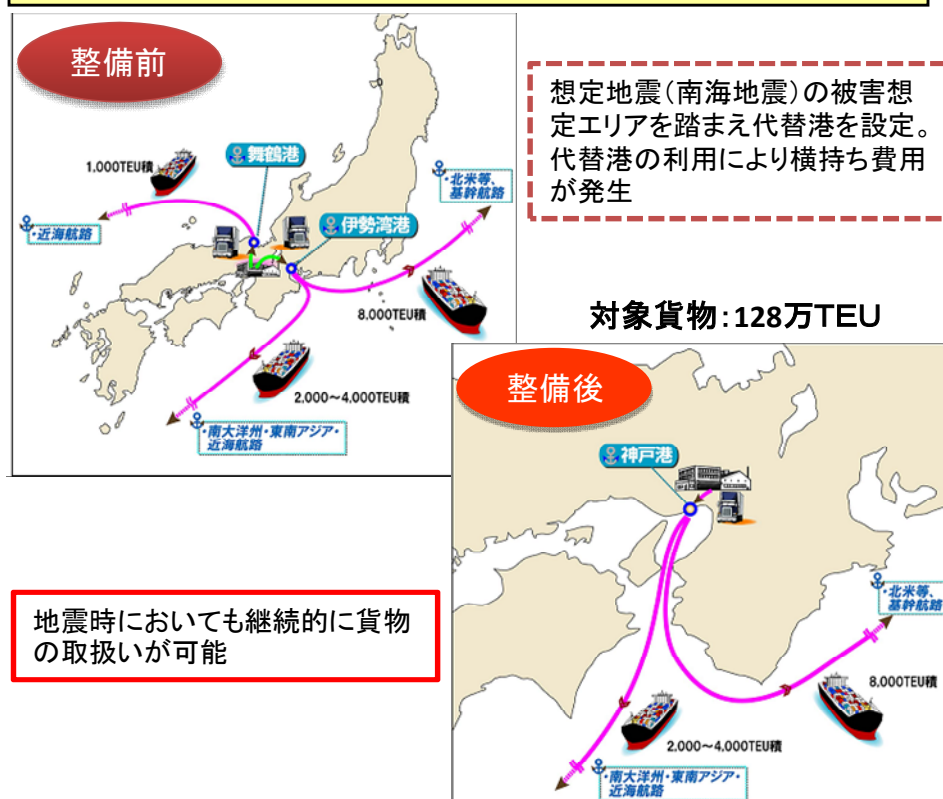 整備前
想定地震(南海地震)の被害想
定エリアを踏まえ代替港を設定。
代替港の利用により横持ち費用
が発生
1.000TEU積
舞鶴港
・北米等、
基幹航路
・近海航路
伊勢湾港
8.000TEU積
2,000～4,000TEU積
・南大洋州・東南アジア・
近海航路
対象貨物:128万TEU
整備後
神戸港
地震時においても継続的に貨物
の取扱いが可能
・北米等、
基幹航路
8,000TEU積
2,000～4,000TEU積
・南大洋州・東南アジア・
近海航路